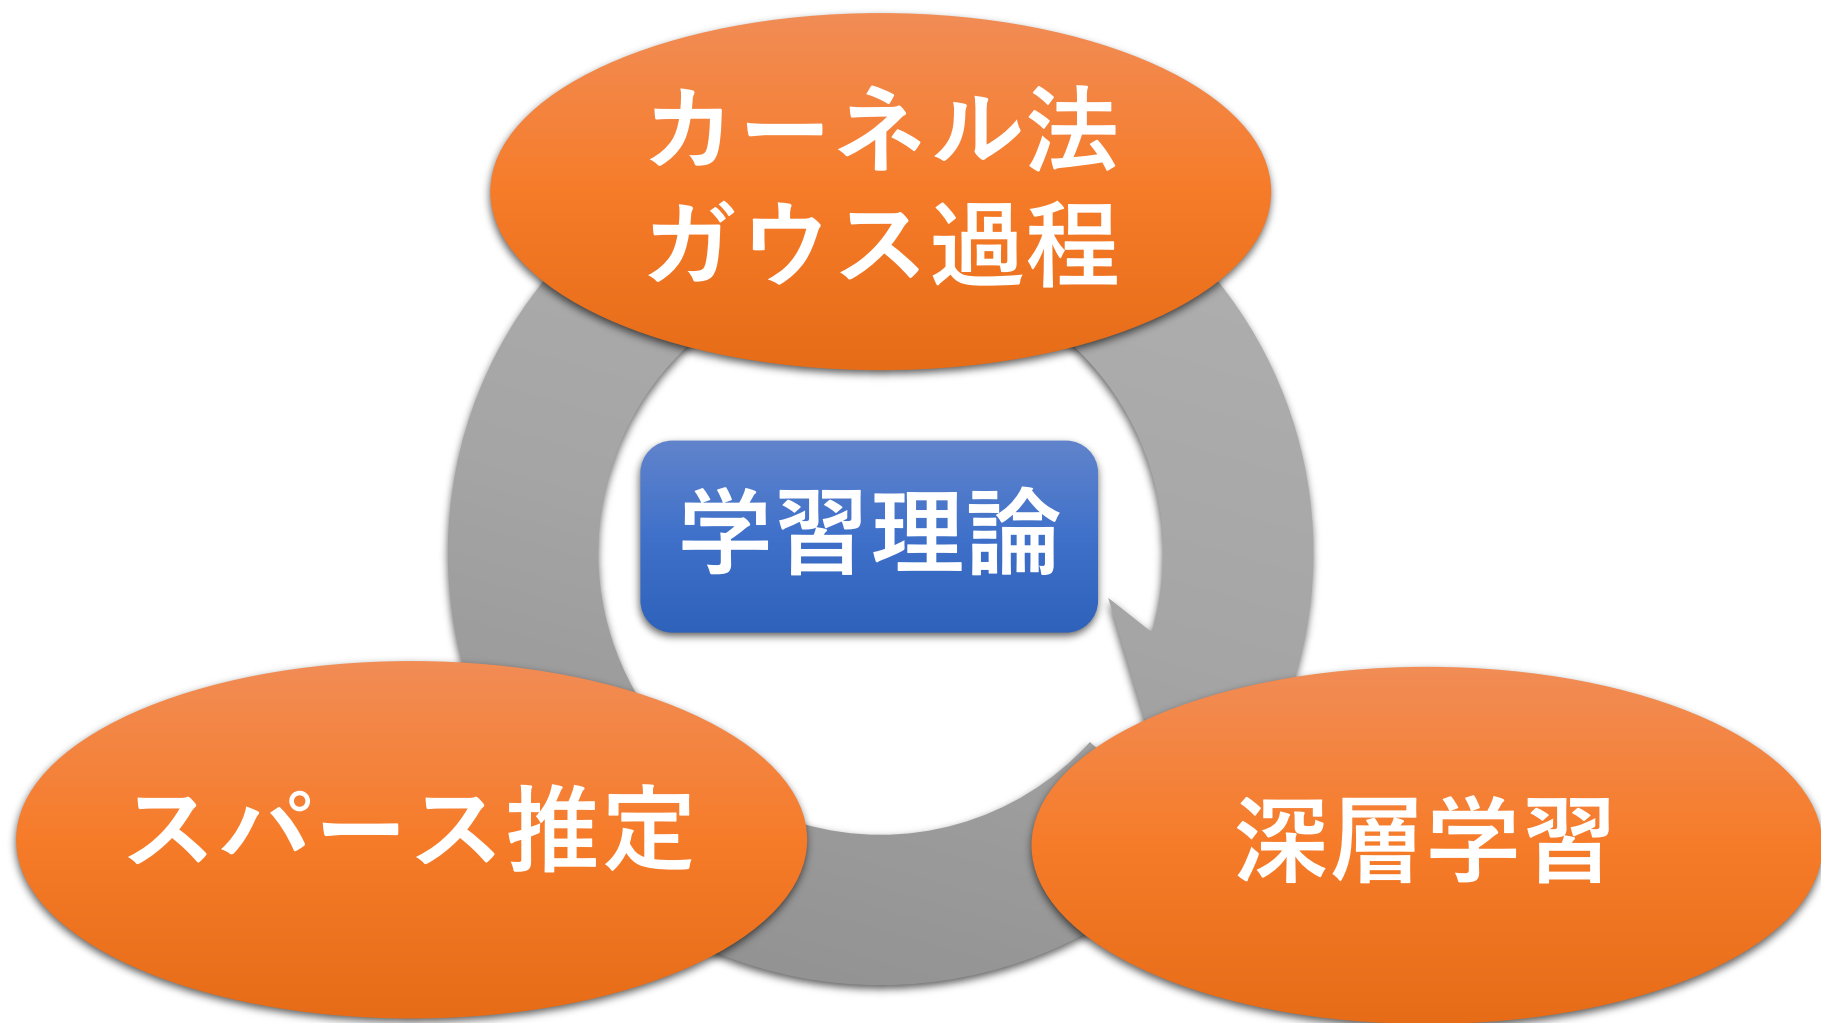 カーネル法
ガウス過程
学習理論
スパース推定
深層学習